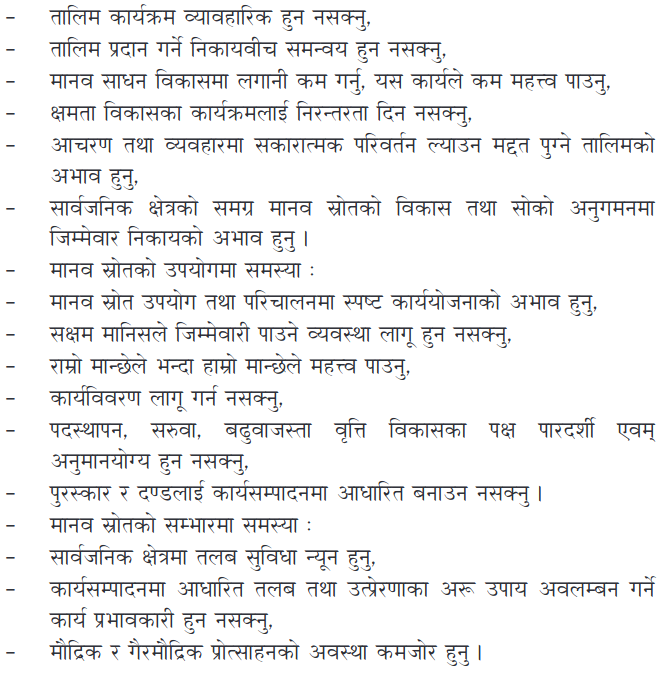 – तालिम कार्यक्रम व्यावहारिक हुन नसक्नु,
– तालिम प्रदान गर्ने निकायवीच समन्वय हुन नसक्नु,
– मानव साधन विकासमा लगानी कम गर्नु, यस कार्यले कम महत्त्व पाउनु,
– क्षमता विकासका कार्यक्रमलाई निरन्तरता दिन नसक्नु,
– आचरण तथा व्यवहारमा सकारात्मक परिवर्तन ल्याउन मद्दत पुग्ने तालिमको
अभाव हुनु,
– सार्वजनिक क्षेत्रको समग्र मानव स्रोतको विकास तथा सोको अनुगमनमा
जिम्मेवार निकायको अभाव हुनु ।
– मानव स्रोतको उपयोगमा समस्या :
– मानव स्रोत उपयोग तथा परिचालनमा स्पष्ट कार्ययोजनाको अभाव हुनु,
– सक्षम मानिसले जिम्मेवारी पाउने व्यवस्था लागू हुन नसक्नु,
– राम्रो मान्छेले भन्दा हाम्रो मान्छेले महत्त्व पाउनु,
– कार्यविवरण लागू गर्न नसक्नु,
– पदस्थापन, सरुवा, बढुवाजस्ता वृत्ति विकासका पक्ष पारदर्शी एवम्
अनुमानयोग्य हुन नसक्नु,
– पुरस्कार र दण्डलाई कार्यसम्पादनमा आधारित बनाउन नसक्नु ।
– मानव स्रोतको सम्भारमा समस्या :
– सार्वजनिक क्षेत्रमा तलब सुविधा न्यून हुनु,
– कार्यसम्पादनमा आधारित तलब तथा उत्प्रेरणाका अरू उपाय अवलम्बन गर्ने
कार्य प्रभावकारी हुन नसक्नु,
– मौद्रिक र गैरमौद्रिक प्रोत्साहनको अवस्था कमजोर हुनु ।